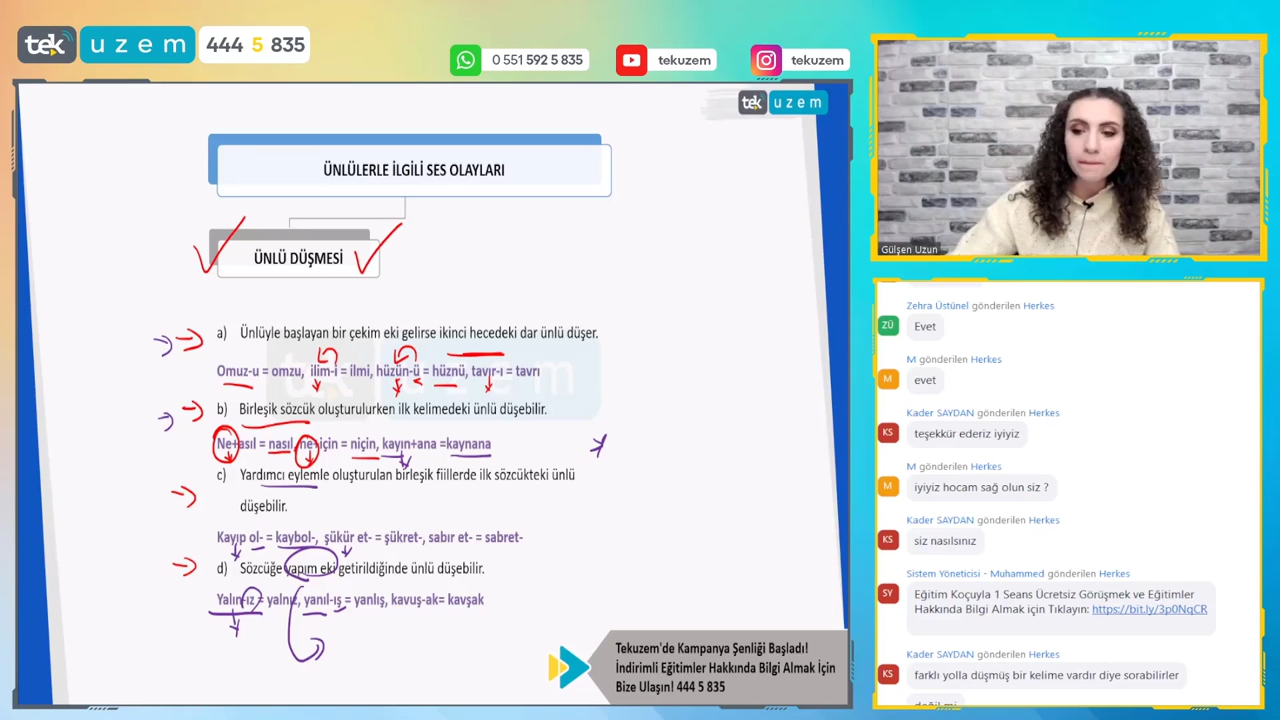 tek uzem 444 5 835
0 551 592 5 835
tekuzem
tekuzem
tek uzem
ÜNLÜLERLE İLGİLİ SES OLAYLARI
ÜNLÜ DÜŞMESİ
a) Ünlüyle başlayan bir çekim eki gelirse ikinci hecedeki dar ünlü düşer.
Omuz-u = omzu, ilim-i = ilmi, hüzün-ü = hüznü, tavır-ı = tavrı
b) Birleşik sözcük oluşturulurken ilk kelimedeki ünlü düşebilir.
Ne+asıl = nasıl, ne+için = niçin, kayın+ana =kaynana
c) Yardımcı eylemle oluşturulan birleşik fiillerde ilk sözcükteki ünlü
düşebilir.
Kayıp ol- = kaybol-, şükür et- = şükret-, sabır et- = sabret-
d) Sözcüğe yapım eki getirildiğinde ünlü düşebilir.
Yalın-ız = yalnız, yanıl-ış = yanlış, kavuş-ak= kavşak
Tekuzem'de Kampanya Şenliği Başladı!
İndirimli Eğitimler Hakkında Bilgi Almak İçin
Bize Ulaşın! 444 5 835
Gülşen Uzun
Zehra Üstünel gönderilen Herkes
ZÜ Evet
M gönderilen Herkes
M evet
Kader SAYDAN gönderilen Herkes
KS teşekkür ederiz iyiyiz
M gönderilen Herkes
M iyiyiz hocam sağ olun siz ?
Kader SAYDAN gönderilen Herkes
KS siz nasılsınız
Sistem Yöneticisi - Muhammed gönderilen Herkes
SY Eğitim Koçuyla 1 Seans Ücretsiz Görüşmek ve Eğitimler
Hakkında Bilgi Almak için Tıklayın: https://bit.ly/3p0NqCR
Kader SAYDAN gönderilen Herkes
KS farklı yolla düşmüş bir kelime vardır diye sorabilirler
değil mi